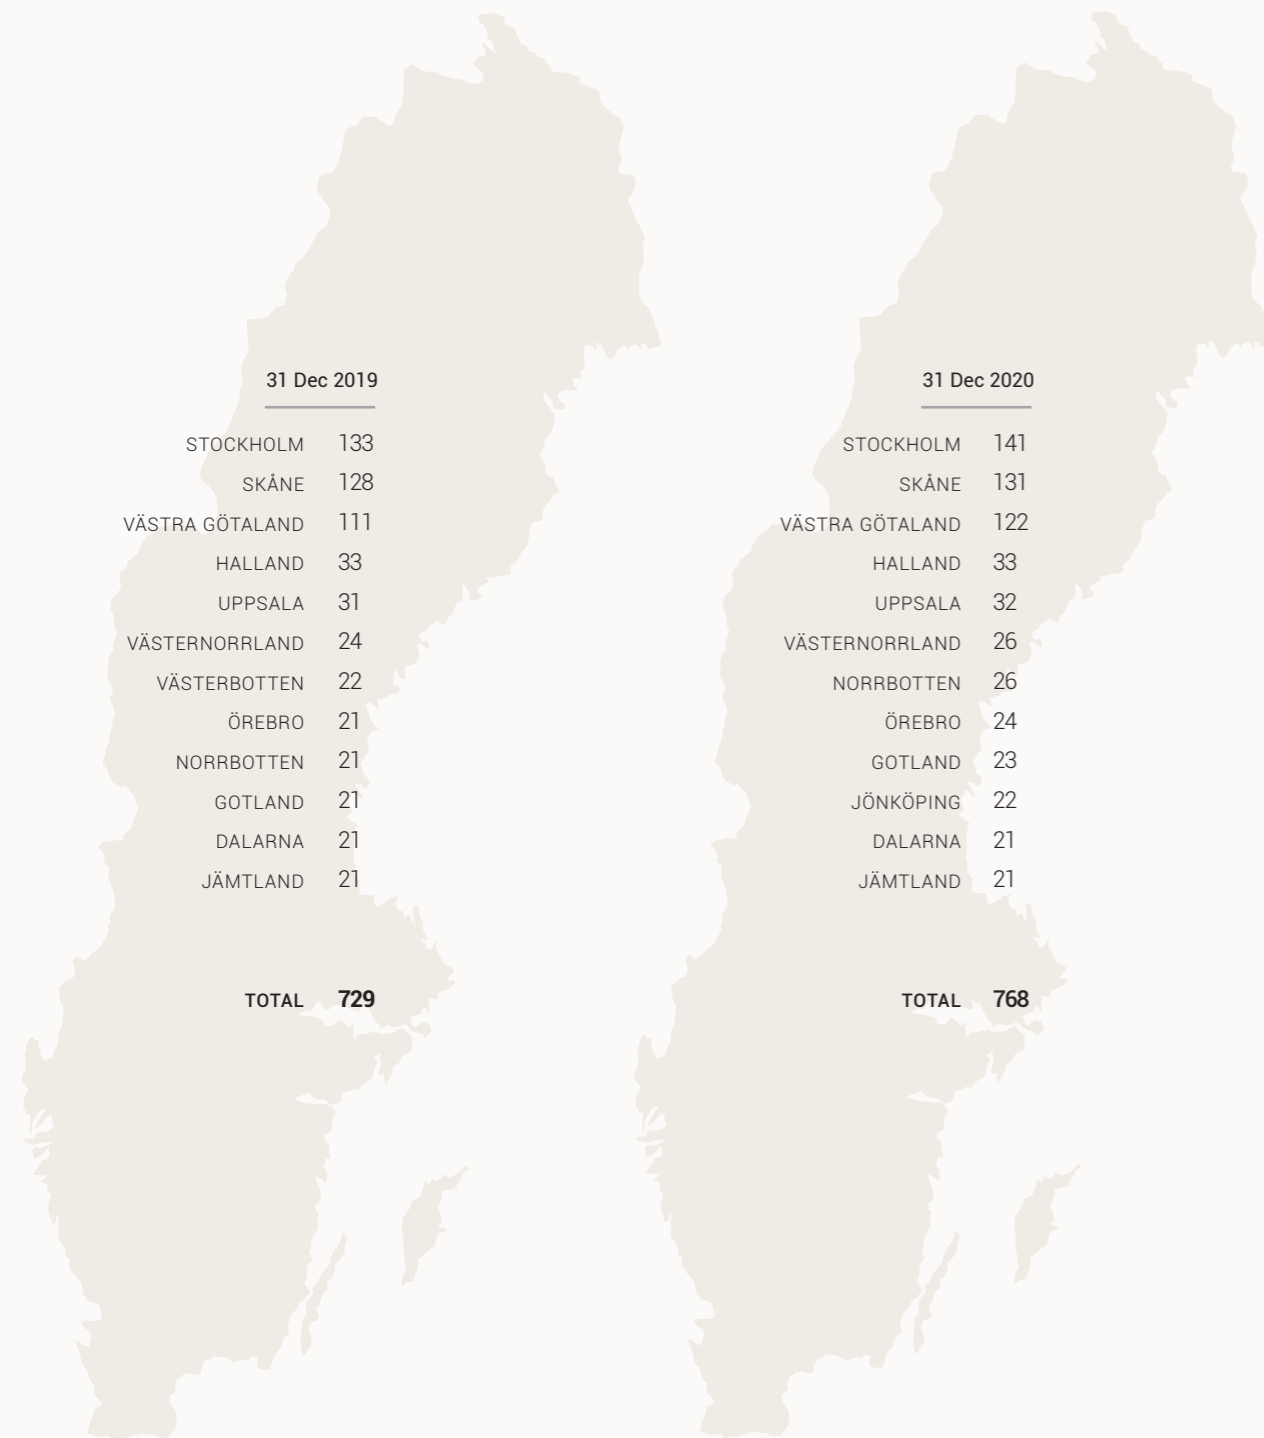 31 Dec 2019
STOCKHOLM 133
SKÅNE 128
VÄSTRA GÖTALAND 111
HALLAND 33
UPPSALA 31
VÄSTERNORRLAND 24
VÄSTERBOTTEN 22
ÖREBRO 21
NORRBOTTEN 21
GOTLAND 21
DALARNA 21
JÄMTLAND 21
TOTAL 729
31 Dec 2020
STOCKHOLM 141
SKÅNE 131
VÄSTRA GÖTALAND 122
HALLAND 33
UPPSALA 32
VÄSTERNORRLAND 26
NORRBOTTEN 26
ÖREBRO 24
GOTLAND 23
JÖNKÖPING 22
DALARNA 21
JÄMTLAND 21
TOTAL 768